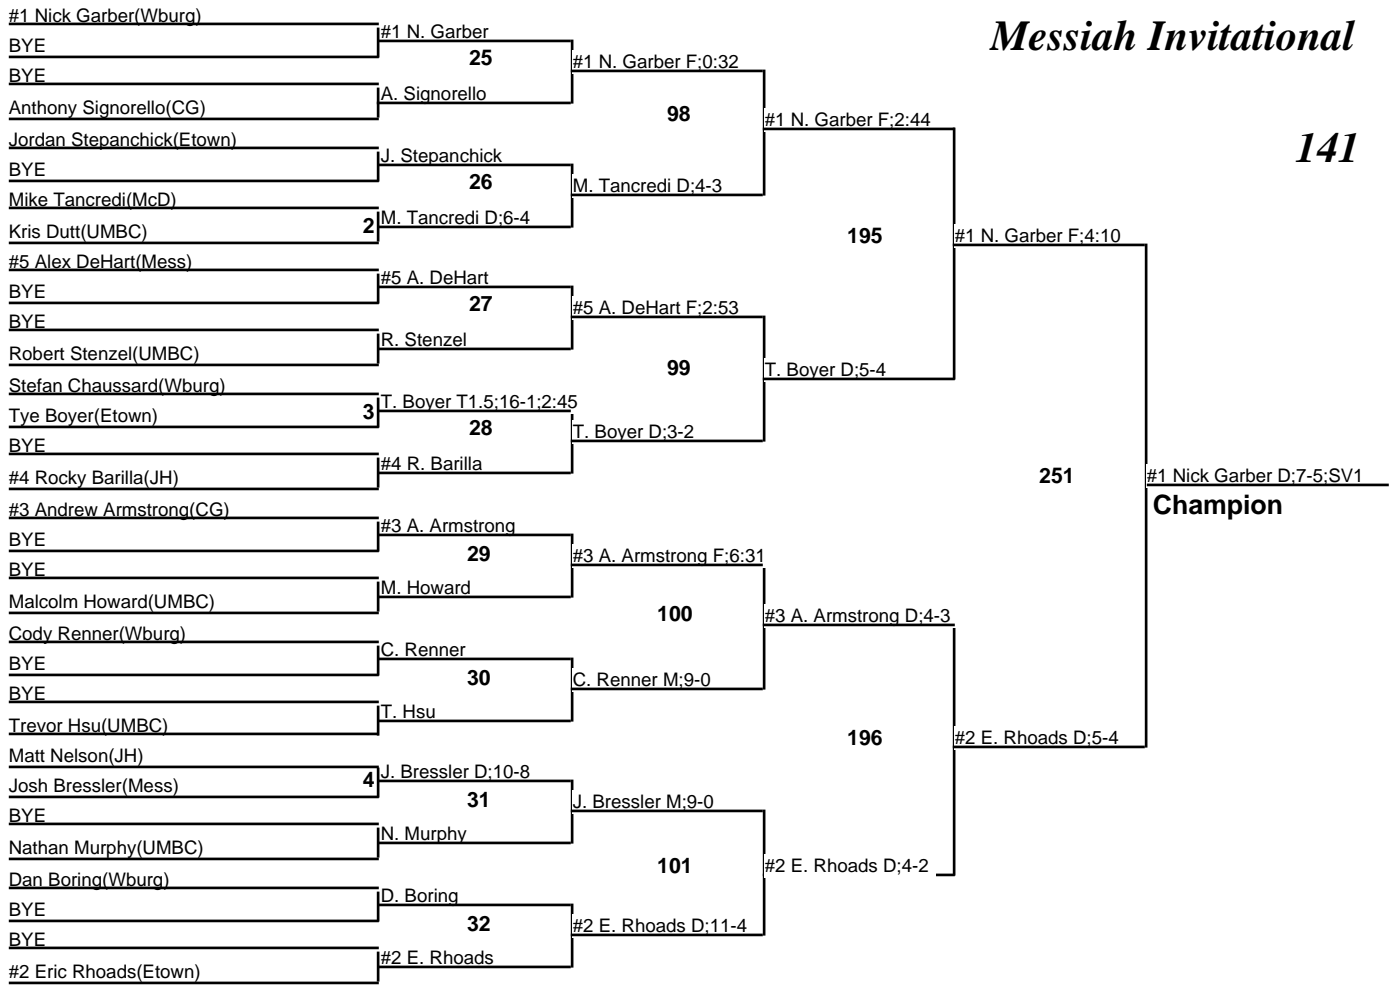 Messiah Invitational
141
#1 Nick Garber(Wburg)
BYE
BYE
Anthony Signorello(CG)
Jordan Stepanchick(Etown)
BYE
Mike Tancredi(McD)
Kris Dutt(UMBC)
#5 Alex DeHart(Mess)
BYE
BYE
Robert Stenzel(UMBC)
Stefan Chaussard(Wburg)
Tye Boyer(Etown)
BYE
#4 Rocky Barilla(JH)
#3 Andrew Armstrong(CG)
BYE
BYE
Malcolm Howard(UMBC)
Cody Renner(Wburg)
BYE
BYE
Trevor Hsu(UMBC)
Matt Nelson(JH)
Josh Bressler(Mess)
BYE
Nathan Murphy(UMBC)
Dan Boring(Wburg)
BYE
BYE
#2 Eric Rhoads(Etown)
2
3
4
#1 N. Garber
25
A. Signorello
J. Stepanchick
26
M. Tancredi D;6-4
#5 A. DeHart
27
R. Stenzel
T. Boyer T1.5;16-1;2:45
28
#4 R. Barilla
#3 A. Armstrong
29
M. Howard
C. Renner
30
T. Hsu
J. Bressler D;10-8
31
N. Murphy
D. Boring
32
#2 E. Rhoads
#1 N. Garber F;0:32
98
M. Tancredi D;4-3
#5 A. DeHart F;2:53
99
T. Boyer D;3-2
#3 A. Armstrong F;6:31
100
C. Renner M;9-0
J. Bressler M;9-0
101
#2 E. Rhoads D;11-4
#1 N. Garber F;2:44
195
T. Boyer D;5-4
#3 A. Armstrong D;4-3
196
#2 E. Rhoads D;4-2
#1 N. Garber F;4:10
251
#2 E. Rhoads D;5-4
#1 Nick Garber D;7-5;SV1
Champion